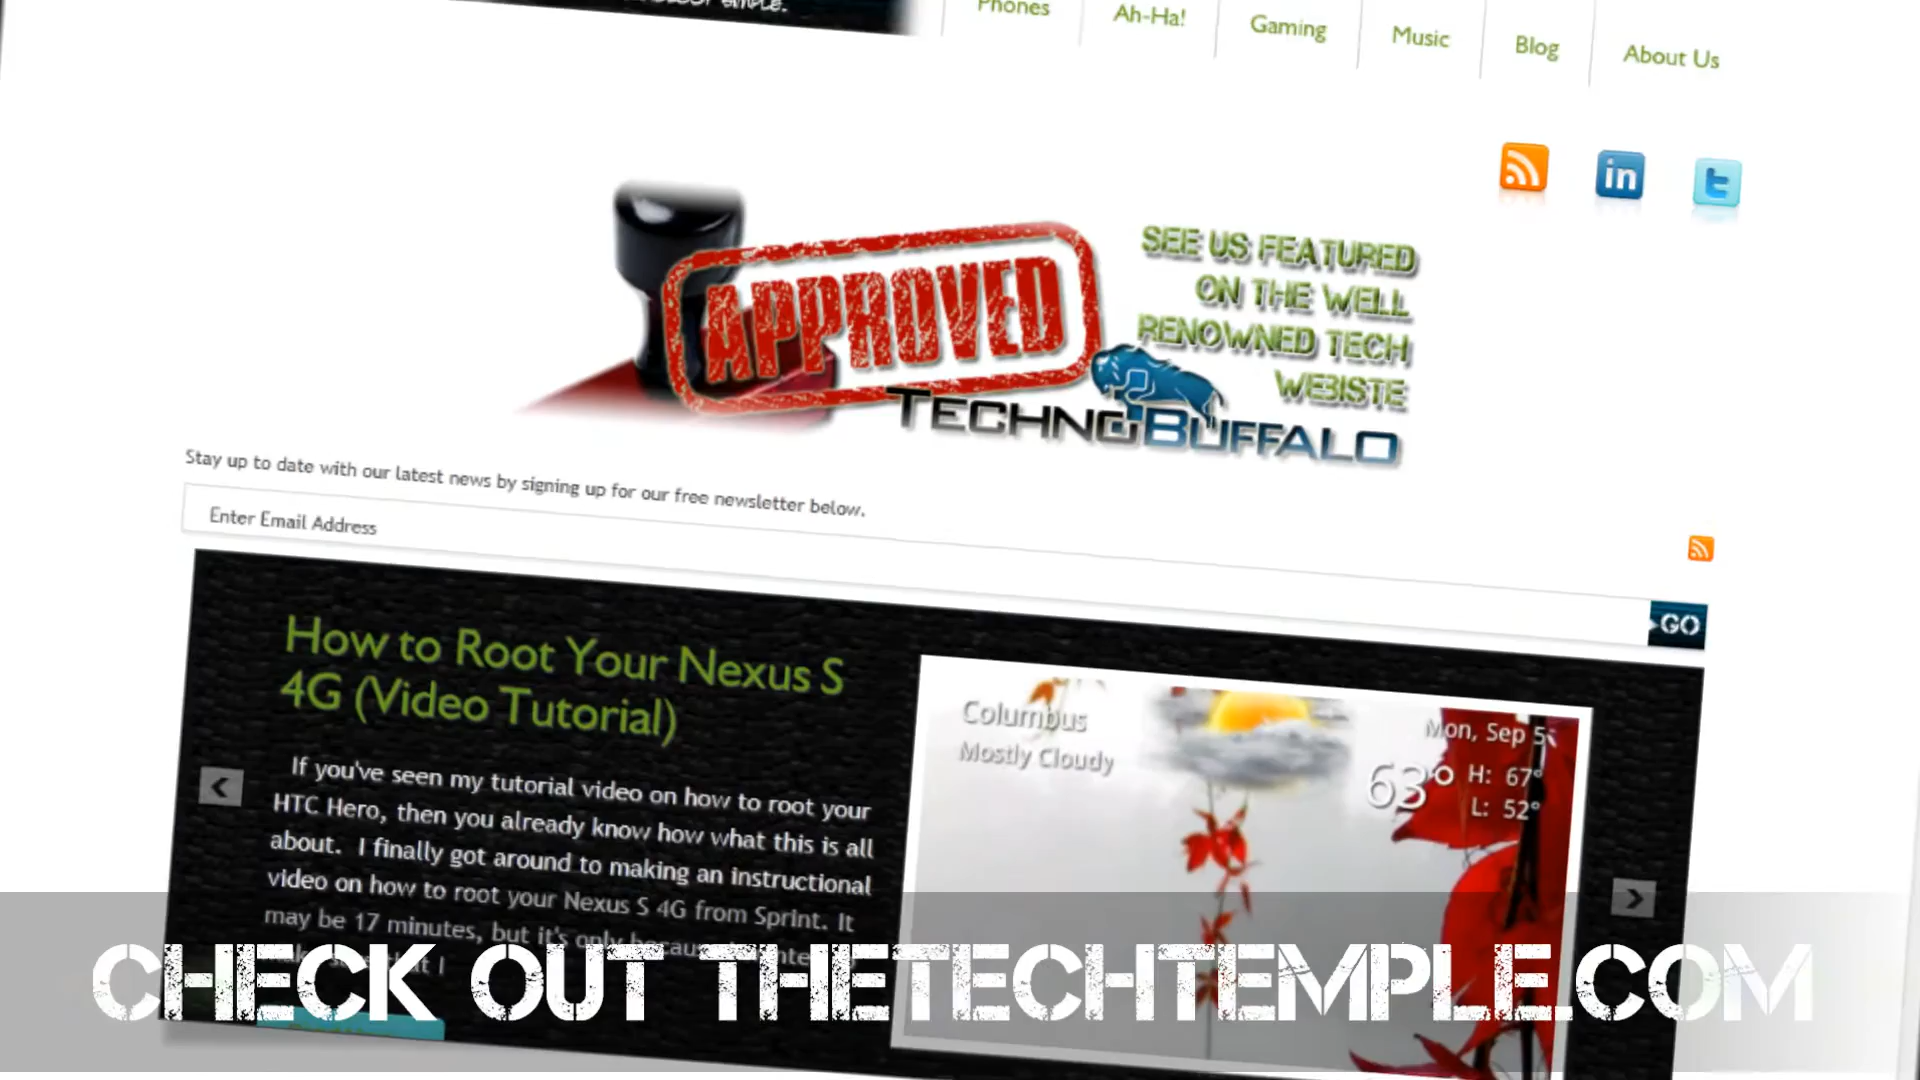 Phones
Ah-Ha!
Gaming
Music
Blog
About Us
in
t
APPROVED
SEE US FEATURED
ON THE WELL
RENOWNED TECH
WEBISTE
TECHNOBUFFALO
Stay up to date with our latest news by signing up for our free newsletter below.
Enter Email Address
GO
How to Root Your Nexus S
4G (Video Tutorial)
If you've seen my tutorial video on how to root your
HTC Hero, then you already know how what this is all
about. I finally got around to making an instructional
video on how to root your Nexus S 4G from Sprint. It
may be 17 minutes, but it's only
that I
Columbus
Mostly Cloudy
Mon, Sep 5
63°
H: 67°
L: 52°
CHECK OUT THETECHTEMPLE.COM